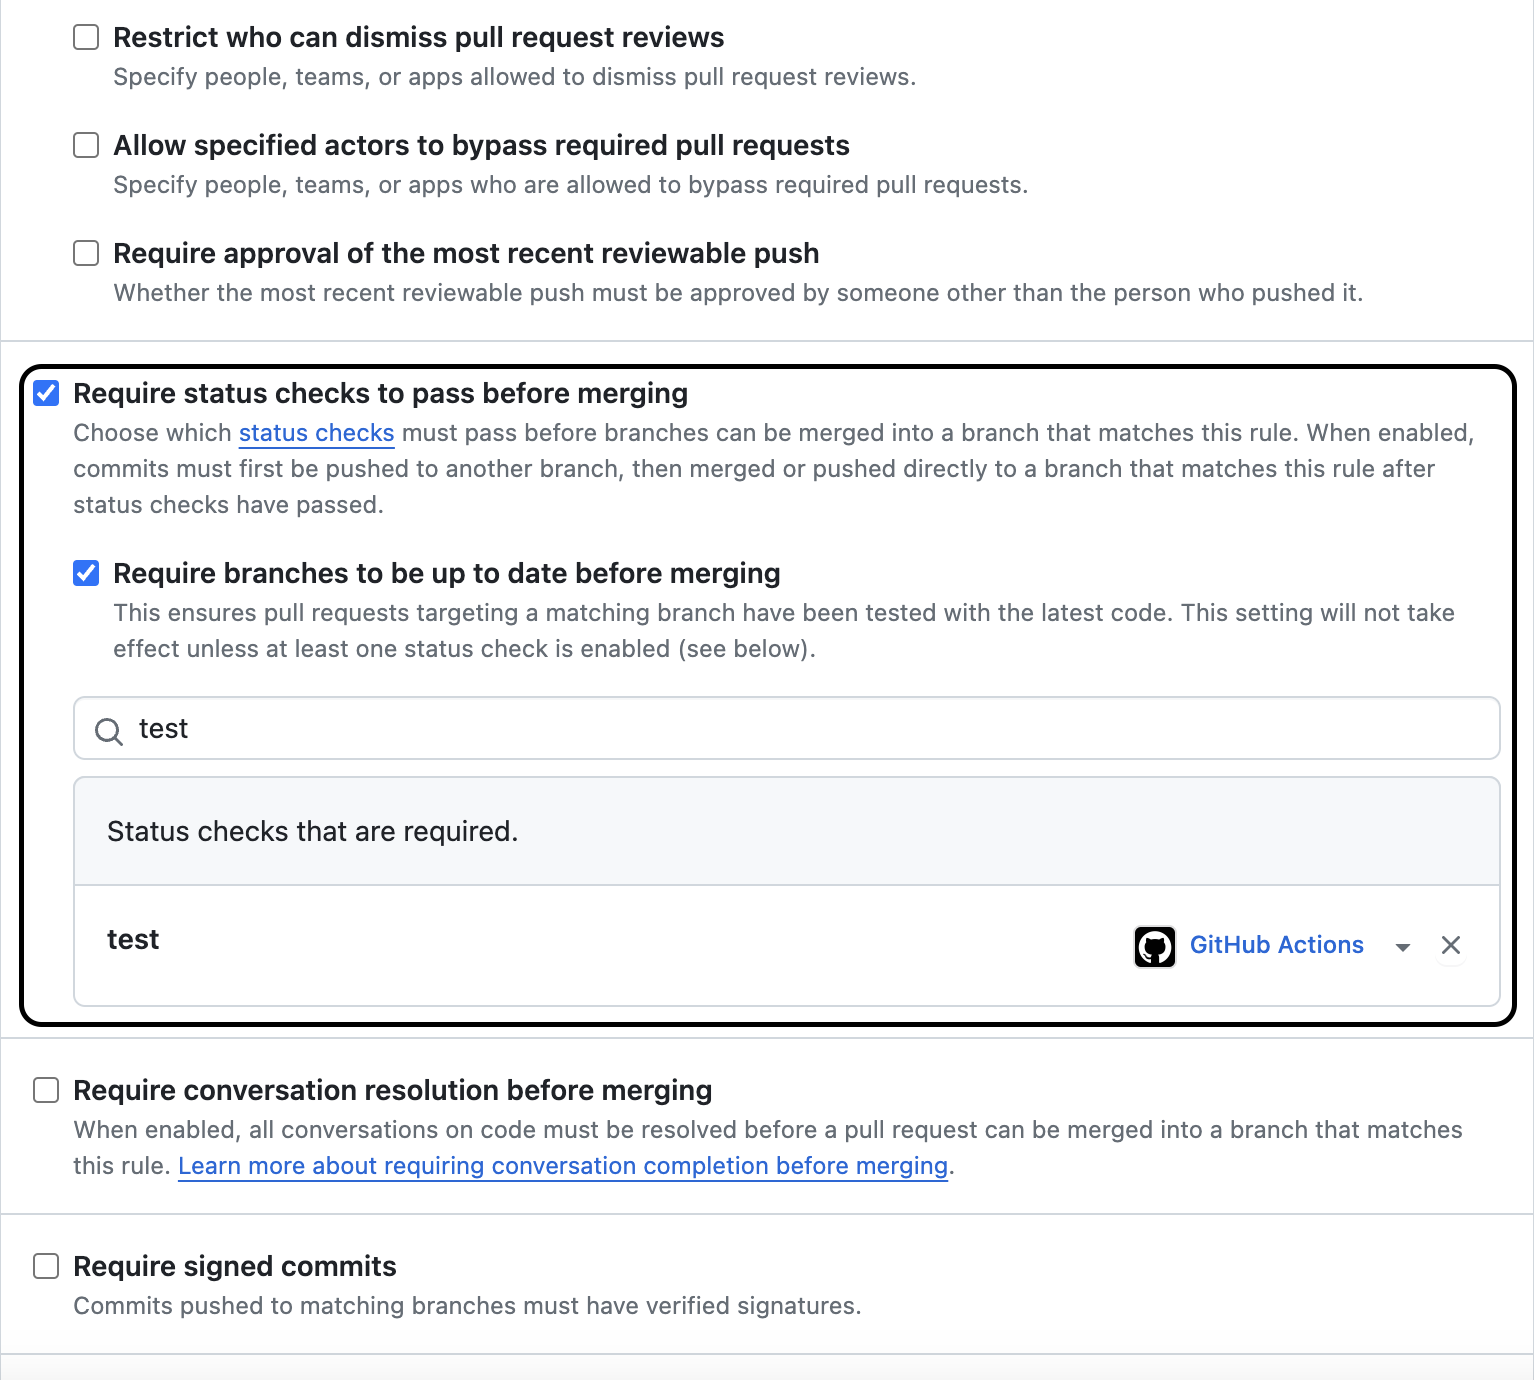 Restrict who can dismiss pull request reviews
Specify people, teams, or apps allowed to dismiss pull request reviews.
Allow specified actors to bypass required pull requests
Specify people, teams, or apps who are allowed to bypass required pull requests.
Require approval of the most recent reviewable push
Whether the most recent reviewable push must be approved by someone other than the person who pushed it.
Require status checks to pass before merging
Choose which status checks must pass before branches can be merged into a branch that matches this rule. When enabled,
commits must first be pushed to another branch, then merged or pushed directly to a branch that matches this rule after
status checks have passed.
Require branches to be up to date before merging
This ensures pull requests targeting a matching branch have been tested with the latest code. This setting will not take
effect unless at least one status check is enabled (see below).
test
Status checks that are required.
test GitHub Actions
Require conversation resolution before merging
When enabled, all conversations on code must be resolved before a pull request can be merged into a branch that matches
this rule. Learn more about requiring conversation completion before merging.
Require signed commits
Commits pushed to matching branches must have verified signatures.